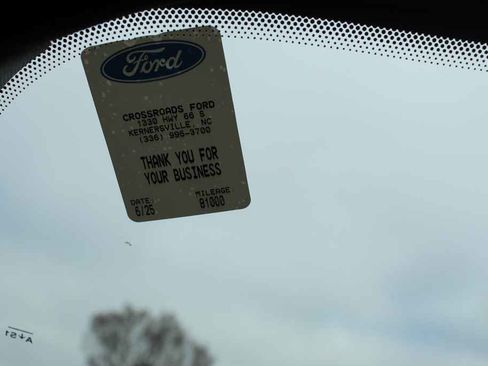 Ford
CROSSROADS FORD
1330 HWY 66 S
KERNERSVILLE, NC
(336) 996-3700
THANK YOU FOR
YOUR BUSINESS
DATE: MILEAGE:
6/25 81000
AS1